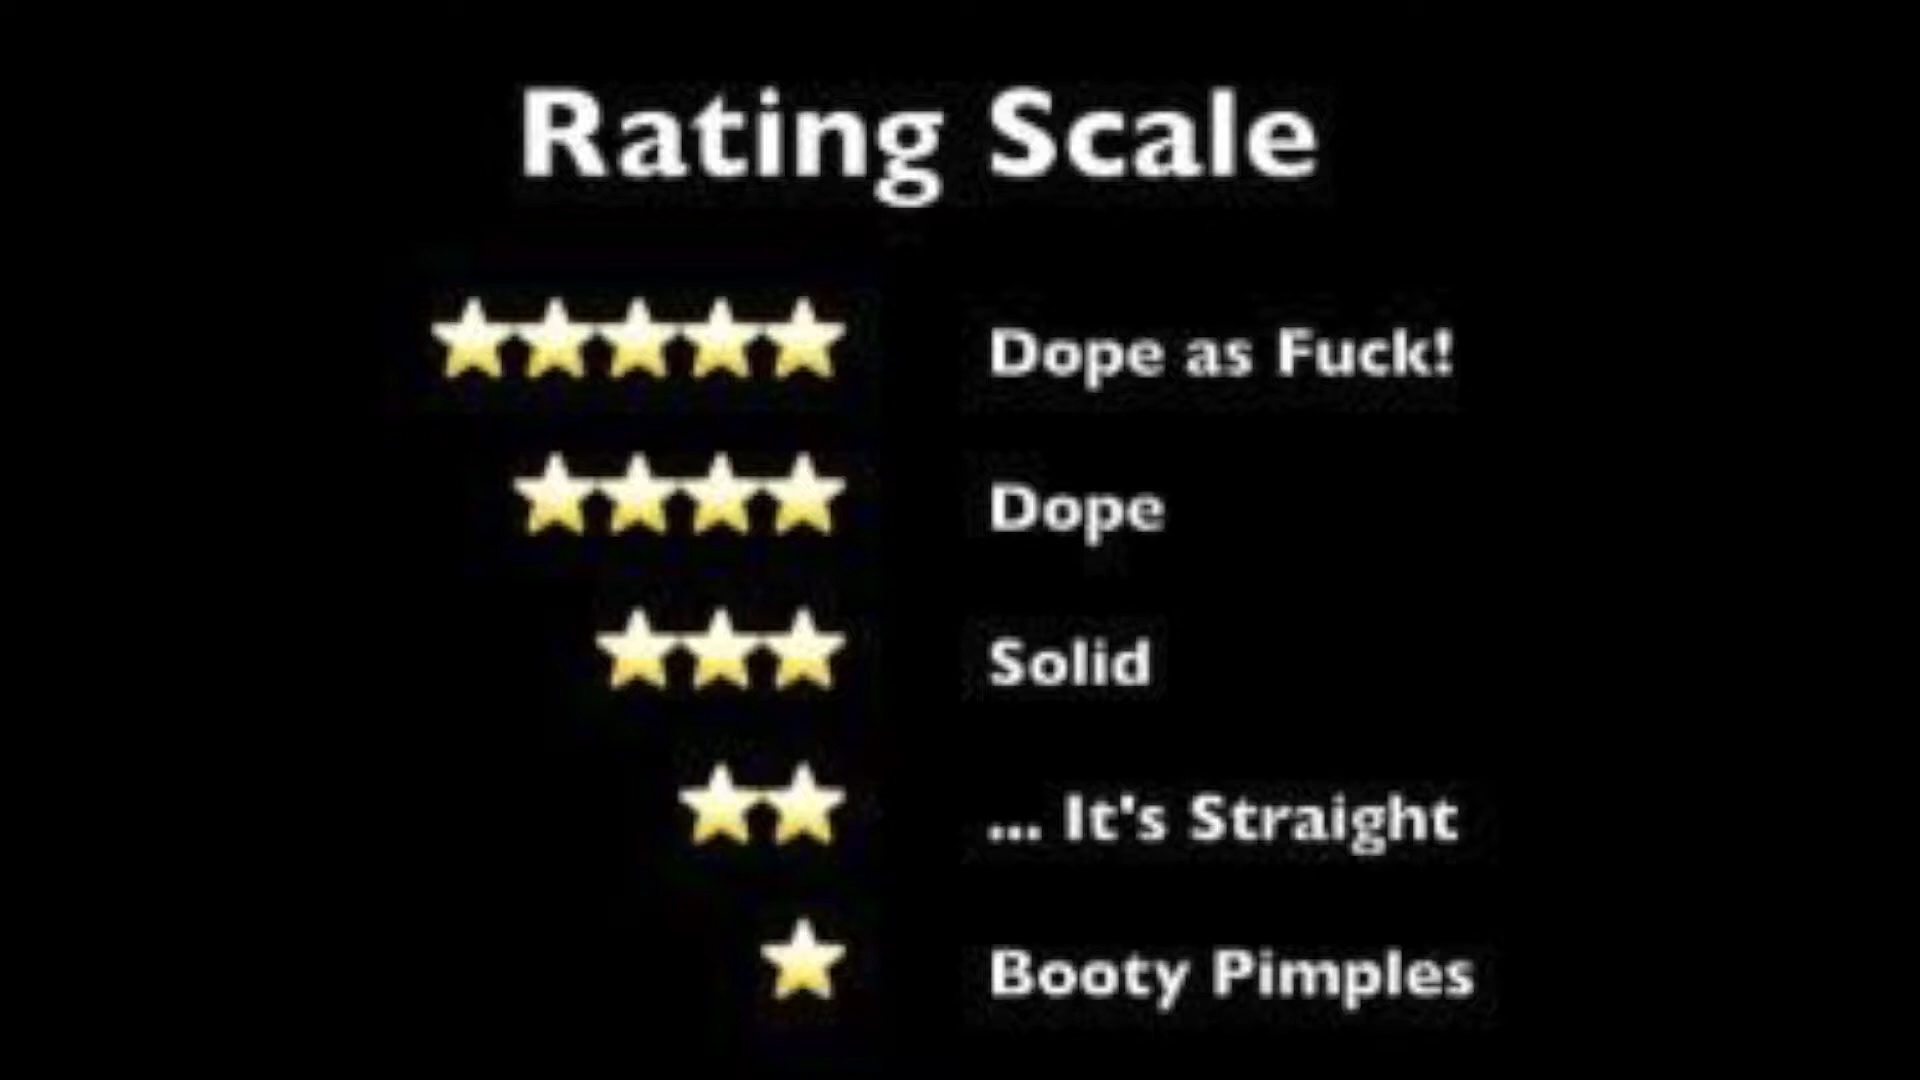 Rating Scale
Dope as Fuck!
Dope
Solid
... It's Straight
Booty Pimples